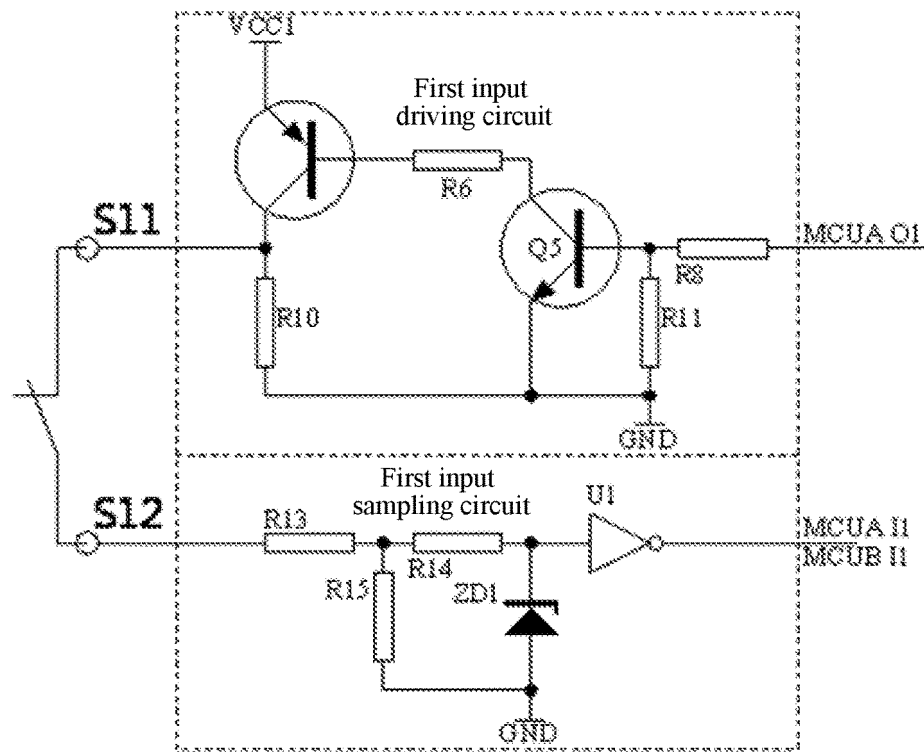 VCC1
First input
driving circuit
R6
S11
Q5
MCUA O1
R8
R10
R11
GND
First input
sampling circuit
U1
S12
R13
MCUA I1
R14
MCUB I1
R15
ZD1
GND